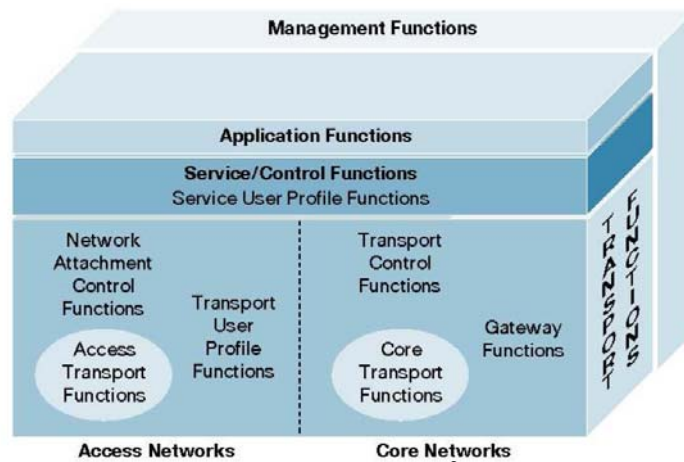 Management Functions
Application Functions
Service/Control Functions
Service User Profile Functions
Network
Attachment
Control
Functions
Access
Transport
Functions
Transport
User
Profile
Functions
Transport
Control
Functions
Core
Transport
Functions
Gateway
Functions
TRANSPORT
FUNCTIONS
Access Networks
Core Networks